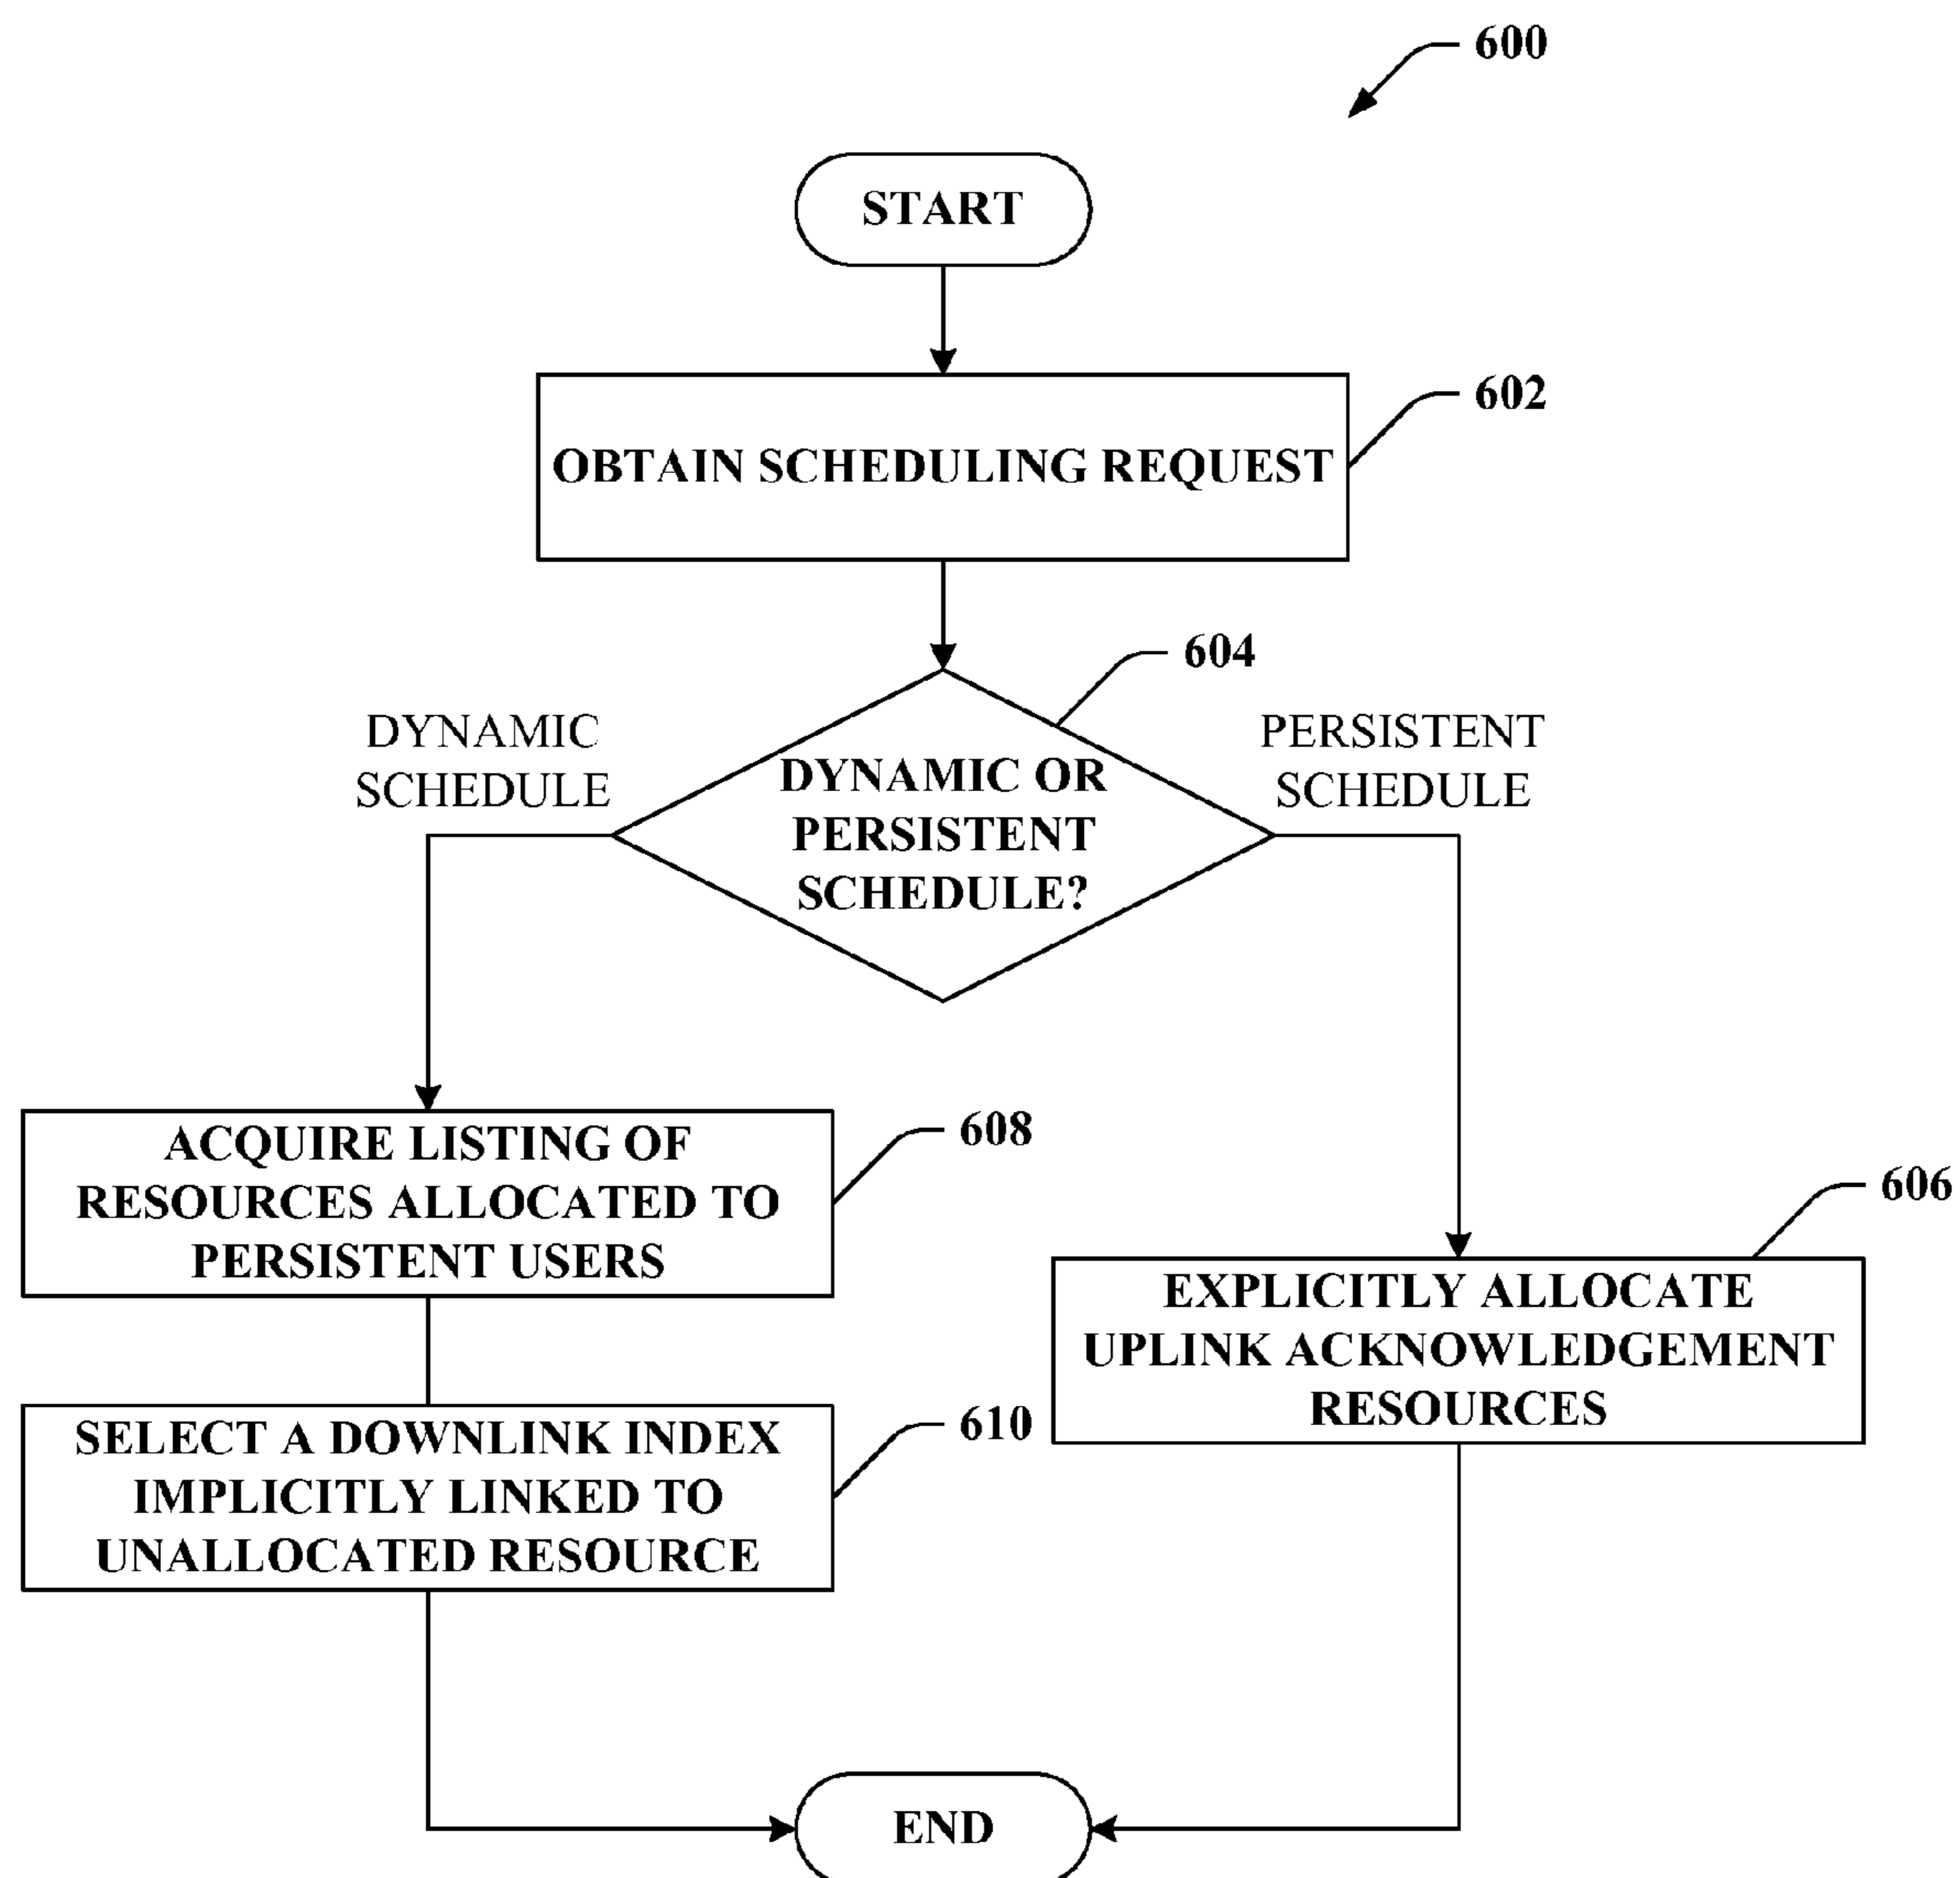 600
START
602
OBTAIN SCHEDULING REQUEST
604
DYNAMIC
SCHEDULE
DYNAMIC OR
PERSISTENT
SCHEDULE?
PERSISTENT
SCHEDULE
608
ACQUIRE LISTING OF
RESOURCES ALLOCATED TO
PERSISTENT USERS
606
EXPLICITLY ALLOCATE
UPLINK ACKNOWLEDGEMENT
RESOURCES
610
SELECT A DOWNLINK INDEX
IMPLICITLY LINKED TO
UNALLOCATED RESOURCE
END